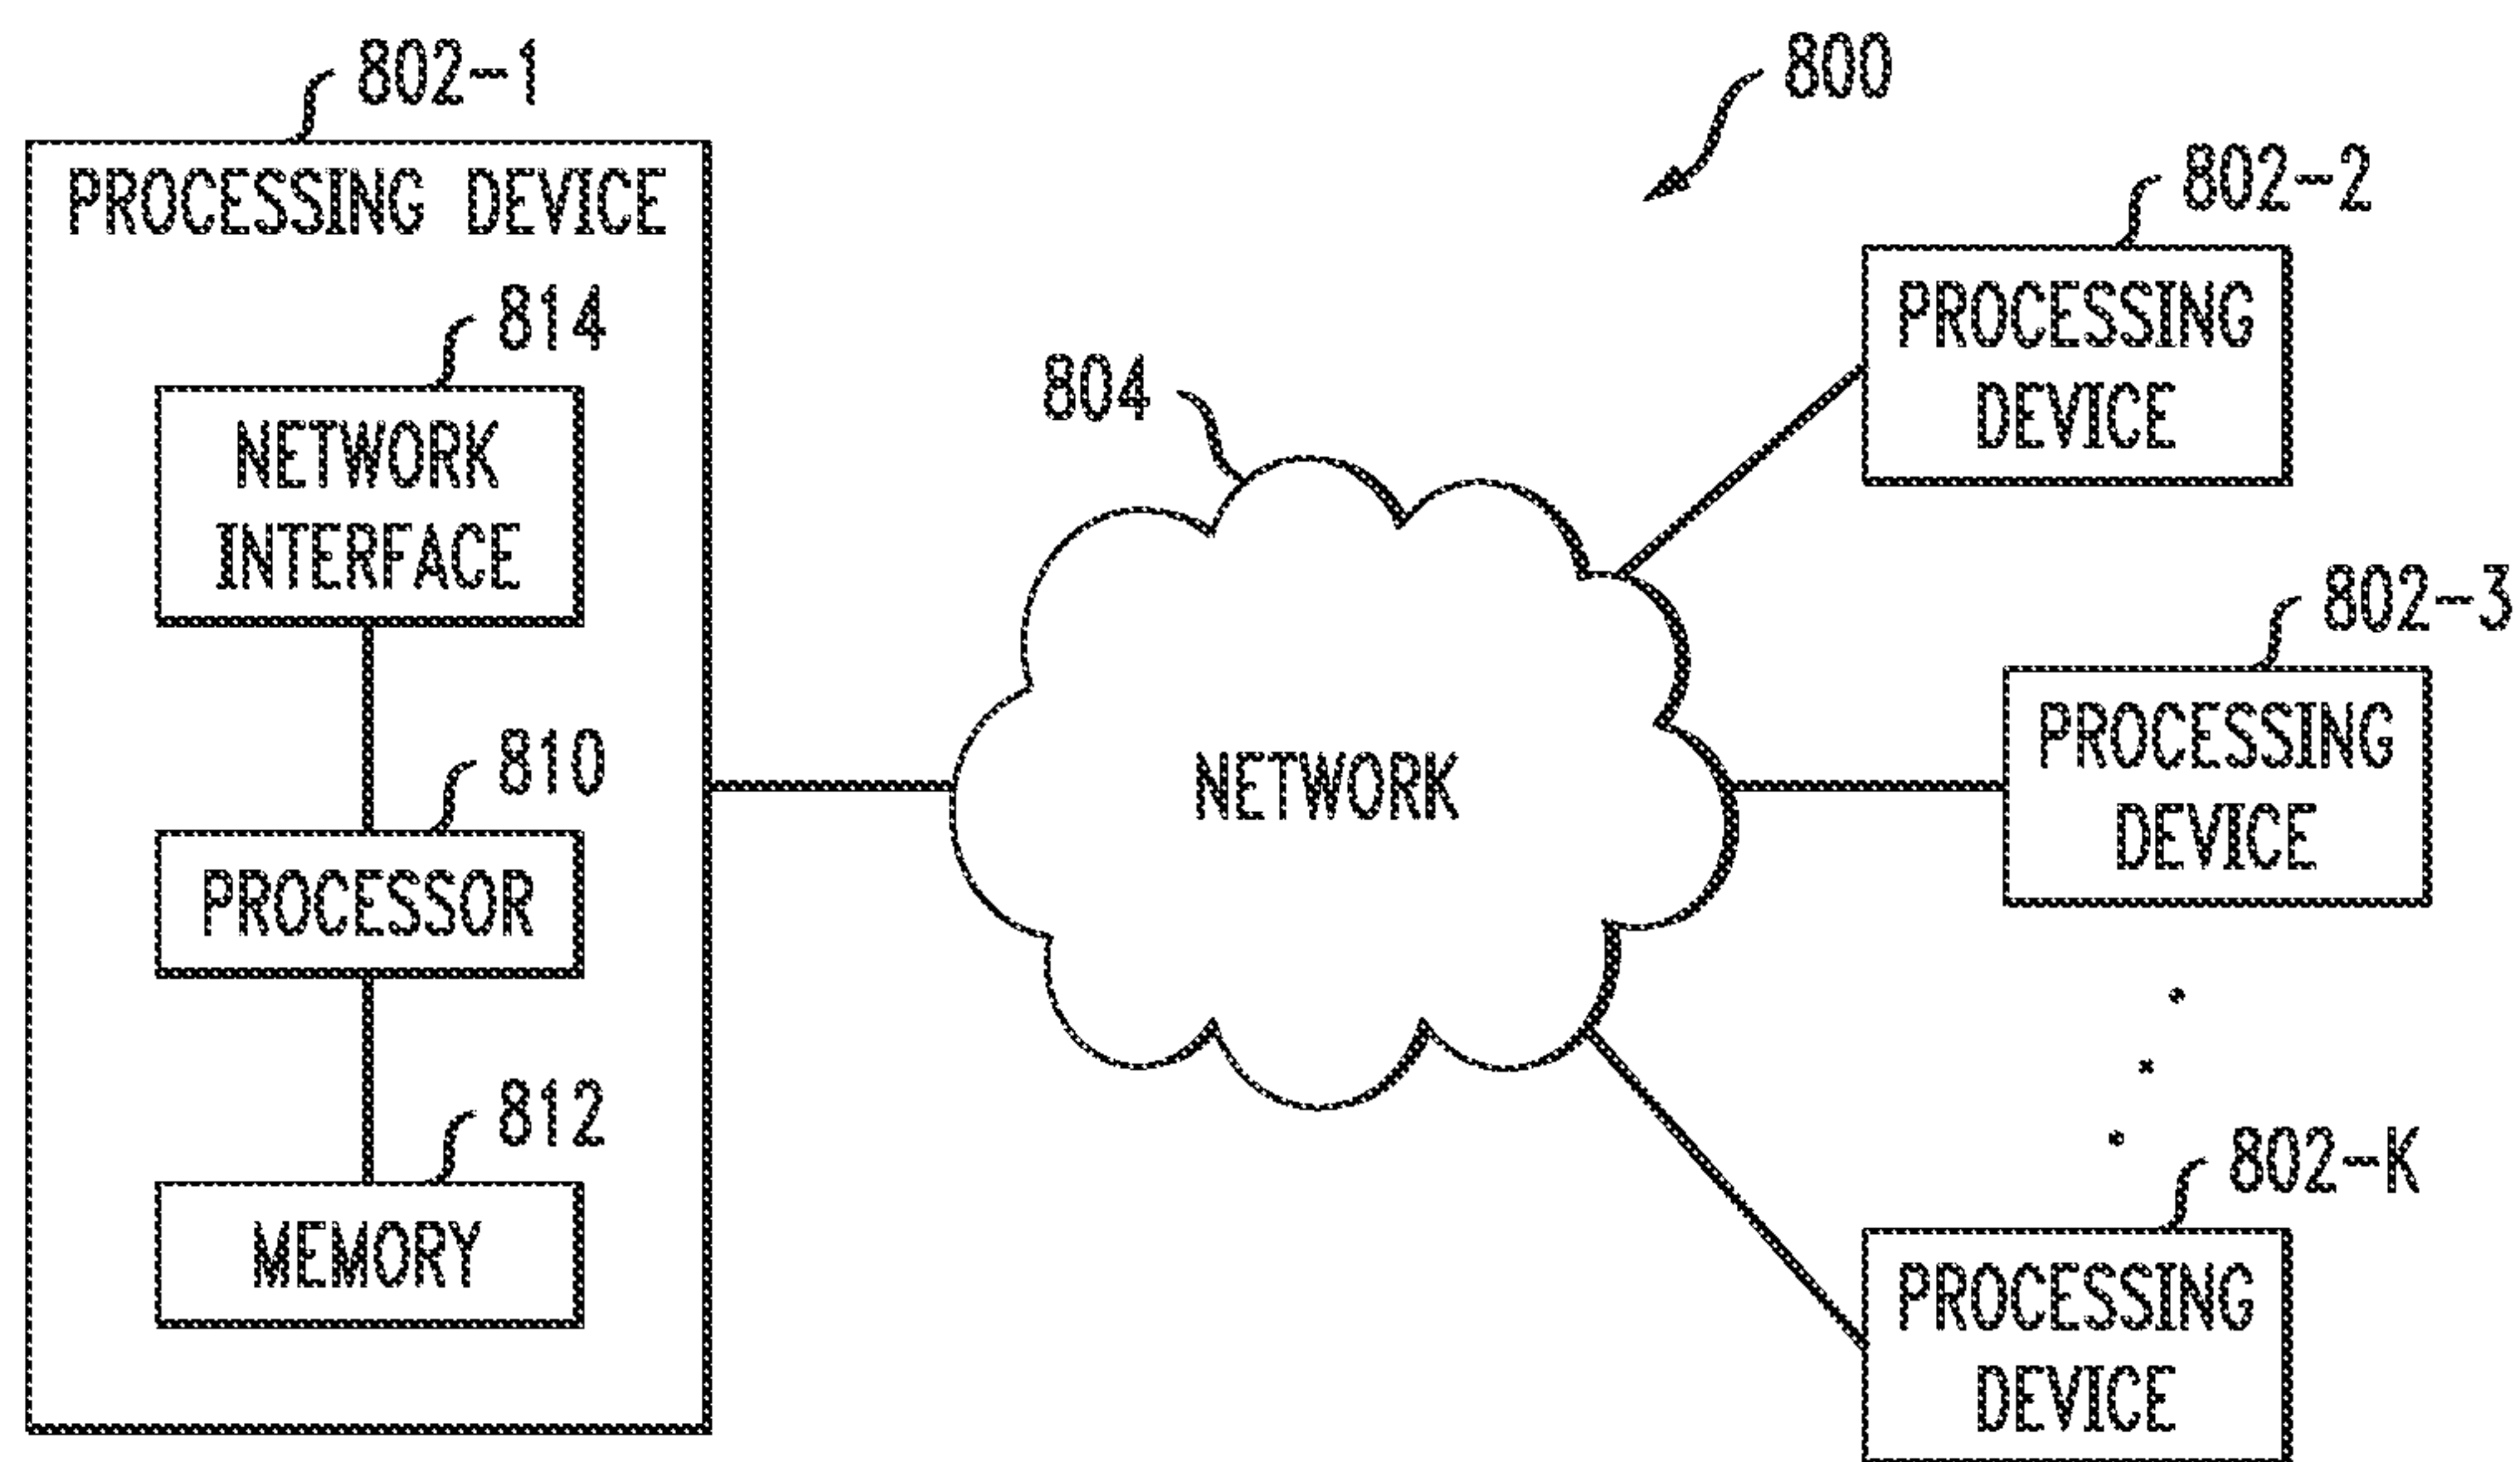 802-1
PROCESSING DEVICE
814
NETWORK
INTERFACE
810
PROCESSOR
812
MEMORY
804
NETWORK
800
802-2
PROCESSING
DEVICE
802-3
PROCESSING
DEVICE
802-K
PROCESSING
DEVICE